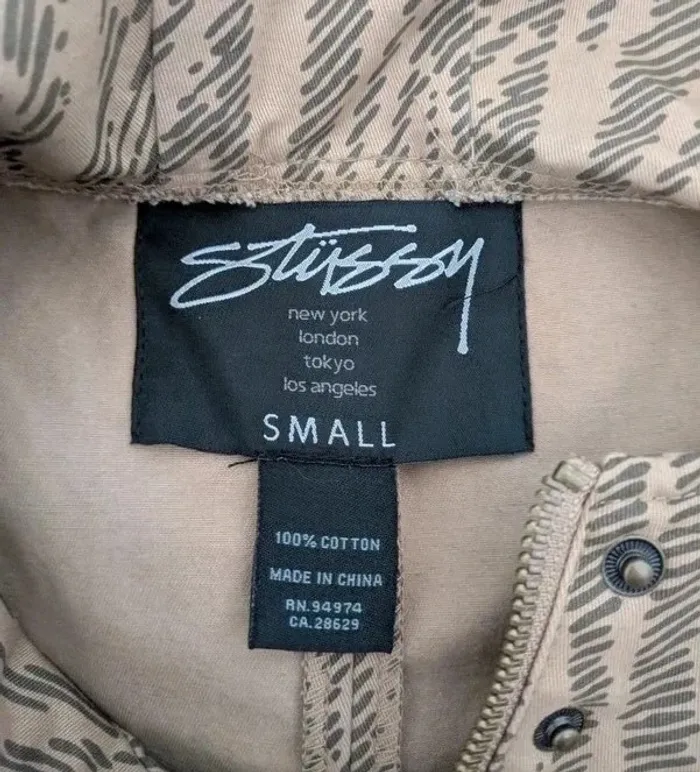 stüssy
new york
london
tokyo
los angeles
SMALL
100% COTTON
MADE IN CHINA
RN.94974
CA.28629